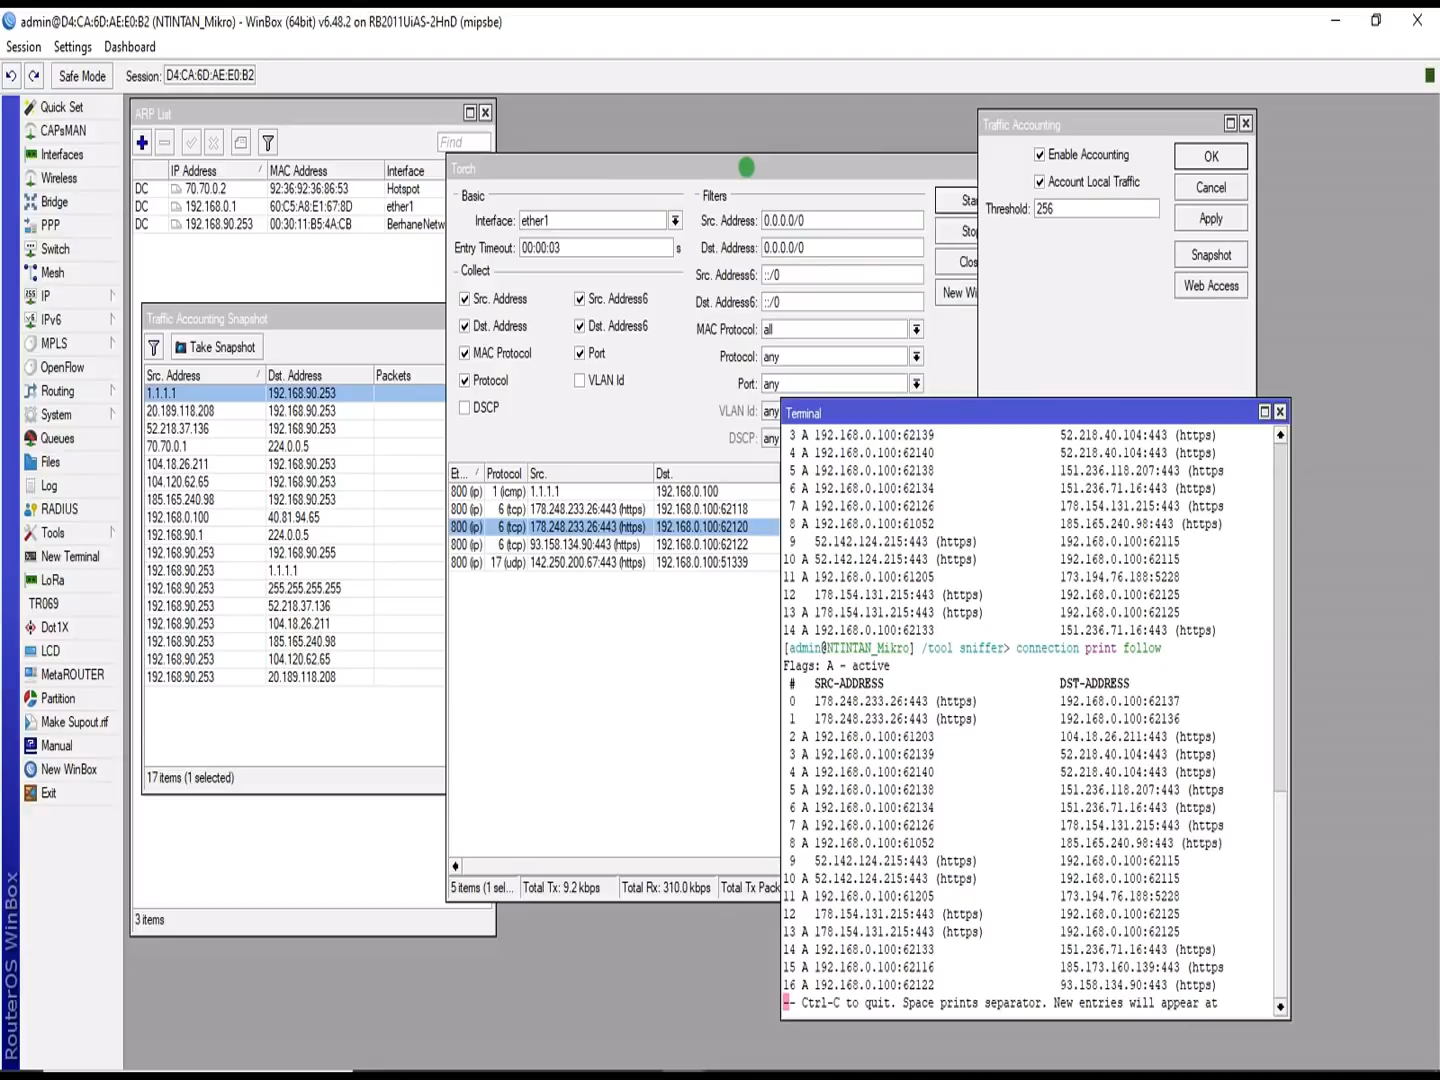 admin@D4:CA:6D:AE:E0:B2 (NTINTAN_Mikro) - WinBox (64bit) v6.48.2 on RB2011UiAS-2HnD (mipsbe)
Session Settings Dashboard
Safe Mode Session: D4:CA:6D:AE:E0:B2
Quick Set
CAPsMAN
Interfaces
Wireless
Bridge
PPP
Switch
Mesh
IP
IPv6
MPLS
OpenFlow
Routing
System
Queues
Files
Log
RADIUS
Tools
New Terminal
LoRa
TR069
Dot1X
LCD
MetaROUTER
Partition
Make Supout.rif
Manual
New WinBox
Exit
RouterOS WinBox
ARP List
Find
IP Address MAC Address Interface
DC 70.70.0.2 92:36:92:36:86:53 Hotspot
DC 192.168.0.1 60:C5:A8:E1:67:8D ether1
DC 192.168.90.253 00:30:11:B5:4A:CB BerhaneNetw
3 items
Traffic Accounting Snapshot
Take Snapshot
Src. Address Dst. Address Packets
1.1.1.1 192.168.90.253
20.189.118.208 192.168.90.253
52.218.37.136 192.168.90.253
70.70.0.1 224.0.0.5
104.18.26.211 192.168.90.253
104.120.62.65 192.168.90.253
185.165.240.98 192.168.90.253
192.168.0.100 40.81.94.65
192.168.90.1 224.0.0.5
192.168.90.253 192.168.90.255
192.168.90.253 1.1.1.1
192.168.90.253 255.255.255.255
192.168.90.253 52.218.37.136
192.168.90.253 104.18.26.211
192.168.90.253 185.165.240.98
192.168.90.253 104.120.62.65
192.168.90.253 20.189.118.208
17 items (1 selected)
Torch
Basic
Interface: ether1
Entry Timeout: 00:00:03 s
Collect
Src. Address Src. Address6
Dst. Address Dst. Address6
MAC Protocol Port
Protocol VLAN Id
DSCP
Filters
Src. Address: 0.0.0.0/0
Dst. Address: 0.0.0.0/0
Src. Address6: ::/0
Dst. Address6: ::/0
MAC Protocol: all
Protocol: any
Port: any
VLAN Id: any
DSCP: any
Sta
Sto
Clos
New Wi
Et... Protocol Src. Dst.
800 (ip) 1 (icmp) 1.1.1.1 192.168.0.100
800 (ip) 6 (tcp) 178.248.233.26:443 (https) 192.168.0.100:62118
800 (ip) 6 (tcp) 178.248.233.26:443 (https) 192.168.0.100:62120
800 (ip) 6 (tcp) 93.158.134.90:443 (https) 192.168.0.100:62122
800 (ip) 17 (udp) 142.250.200.67:443 (https) 192.168.0.100:51339
5 items (1 sel... Total Tx: 9.2 kbps Total Rx: 310.0 kbps Total Tx Pack
Traffic Accounting
Enable Accounting
Account Local Traffic
Threshold: 256
OK
Cancel
Apply
Snapshot
Web Access
Terminal
3 A 192.168.0.100:62139 52.218.40.104:443 (https)
4 A 192.168.0.100:62140 52.218.40.104:443 (https)
5 A 192.168.0.100:62138 151.236.118.207:443 (https
6 A 192.168.0.100:62134 151.236.71.16:443 (https)
7 A 192.168.0.100:62126 178.154.131.215:443 (https
8 A 192.168.0.100:61052 185.165.240.98:443 (https)
9 52.142.124.215:443 (https) 192.168.0.100:62115
10 A 52.142.124.215:443 (https) 192.168.0.100:62115
11 A 192.168.0.100:61205 173.194.76.188:5228
12 178.154.131.215:443 (https) 192.168.0.100:62125
13 A 178.154.131.215:443 (https) 192.168.0.100:62125
14 A 192.168.0.100:62133 151.236.71.16:443 (https)
[admin@NTINTAN_Mikro] /tool sniffer> connection print follow
Flags: A - active
# SRC-ADDRESS DST-ADDRESS
0 178.248.233.26:443 (https) 192.168.0.100:62137
1 178.248.233.26:443 (https) 192.168.0.100:62136
2 A 192.168.0.100:61203 104.18.26.211:443 (https)
3 A 192.168.0.100:62139 52.218.40.104:443 (https)
4 A 192.168.0.100:62140 52.218.40.104:443 (https)
5 A 192.168.0.100:62138 151.236.118.207:443 (https
6 A 192.168.0.100:62134 151.236.71.16:443 (https)
7 A 192.168.0.100:62126 178.154.131.215:443 (https
8 A 192.168.0.100:61052 185.165.240.98:443 (https)
9 52.142.124.215:443 (https) 192.168.0.100:62115
10 A 52.142.124.215:443 (https) 192.168.0.100:62115
11 A 192.168.0.100:61205 173.194.76.188:5228
12 178.154.131.215:443 (https) 192.168.0.100:62125
13 A 178.154.131.215:443 (https) 192.168.0.100:62125
14 A 192.168.0.100:62133 151.236.71.16:443 (https)
15 A 192.168.0.100:62116 185.173.160.139:443 (https
16 A 192.168.0.100:62122 93.158.134.90:443 (https)
-- Ctrl-C to quit. Space prints separator. New entries will appear at